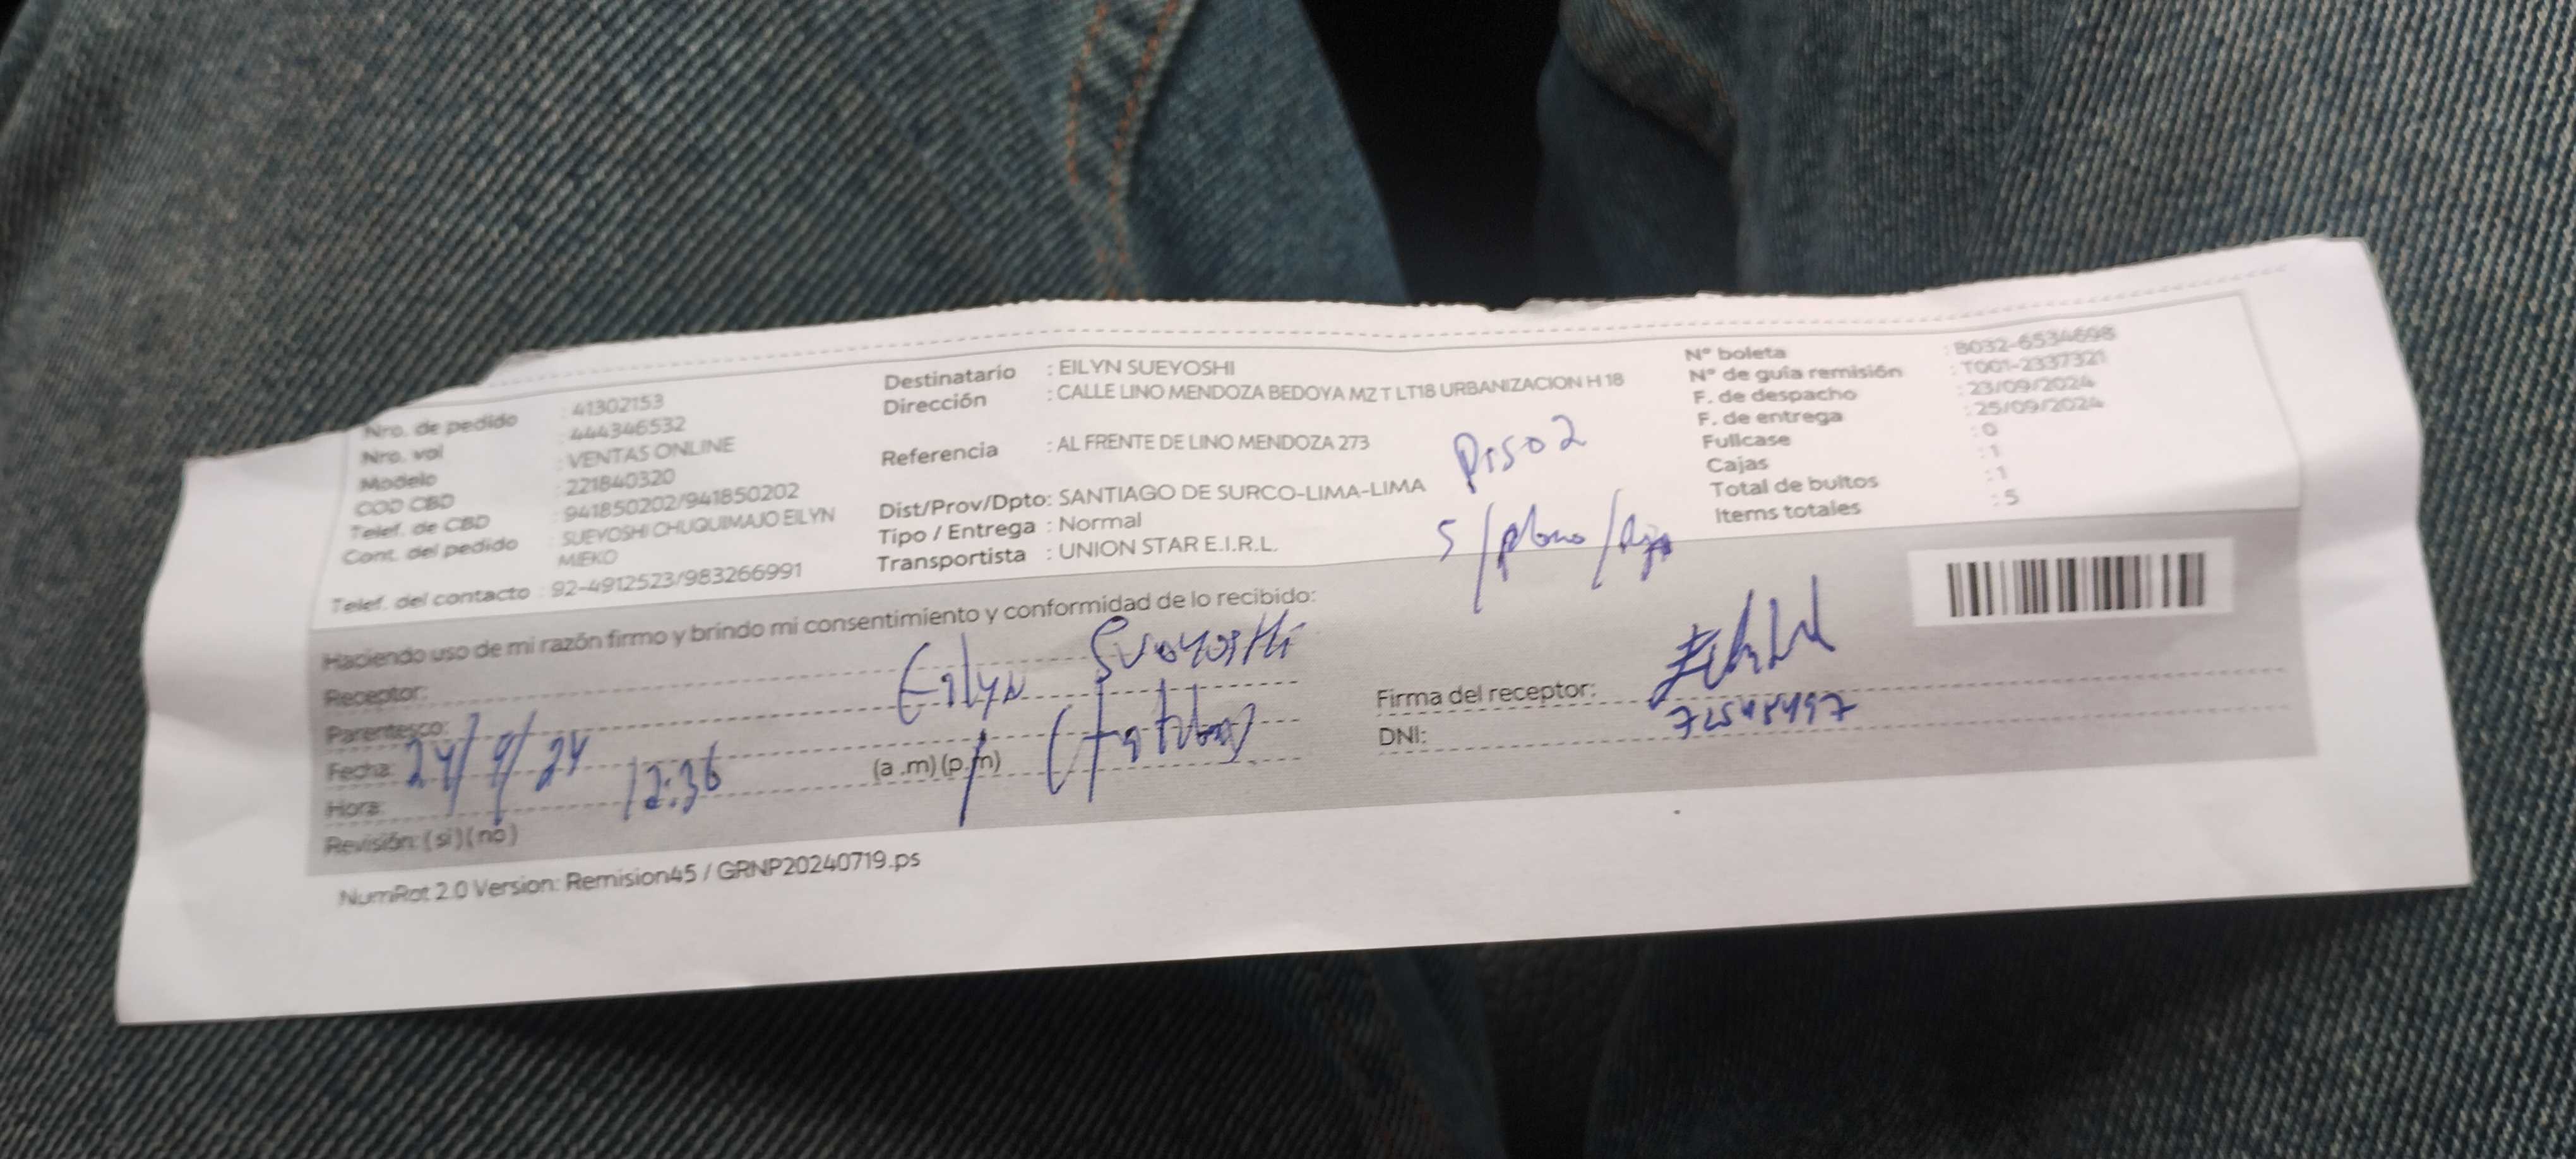 Nro. de pedido : 41302153
Nro. vol : 444346532
Modelo : VENTAS ONLINE
COD CBD : 221840320
Telef. de CBD : 941850202/941850202
Cont. del pedido : SUEYOSHI CHUQUIMAJO EILYN
MIEKO
Telef. del contacto : 92-4912523/983266991
Destinatario : EILYN SUEYOSHI
Dirección : CALLE LINO MENDOZA BEDOYA MZ T LT18 URBANIZACION H 18
Referencia : AL FRENTE DE LINO MENDOZA 273
Dist/Prov/Dpto: SANTIAGO DE SURCO-LIMA-LIMA
Tipo / Entrega : Normal
Transportista : UNION STAR E.I.R.L.
Piso 2
N° boleta : B032-6534698
N° de guía remisión : T001-2337321
F. de despacho : 23/09/2024
F. de entrega : 25/09/2024
Fullcase : 0
Cajas : 1
Total de bultos : 1
Items totales : 5
Haciendo uso de mi razón firmo y brindo mi consentimiento y conformidad de lo recibido:
Receptor: Eilyn Sueyoshi
Parentesco:
Fecha: 24/9/24
Hora: 12:36 (a .m) (p.m)
Revisión: ( si ) ( no )
Firma del receptor:
DNI:
NumRot 2.0 Version: Remision45 / GRNP20240719.ps